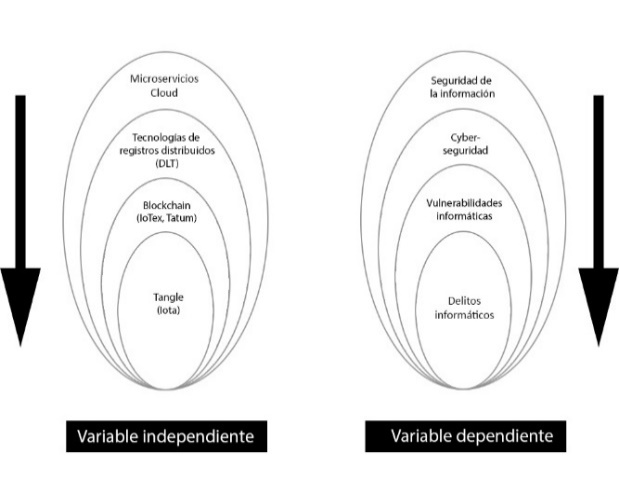 Microservicios
Cloud
Tecnologías de
registros distribuidos
(DLT)
Blockchain
(IoTex, Tatum)
Tangle
(Iota)
Variable independiente
Seguridad de
la información
Cyber-
seguridad
Vulnerabilidades
informáticas
Delitos
informáticos
Variable dependiente